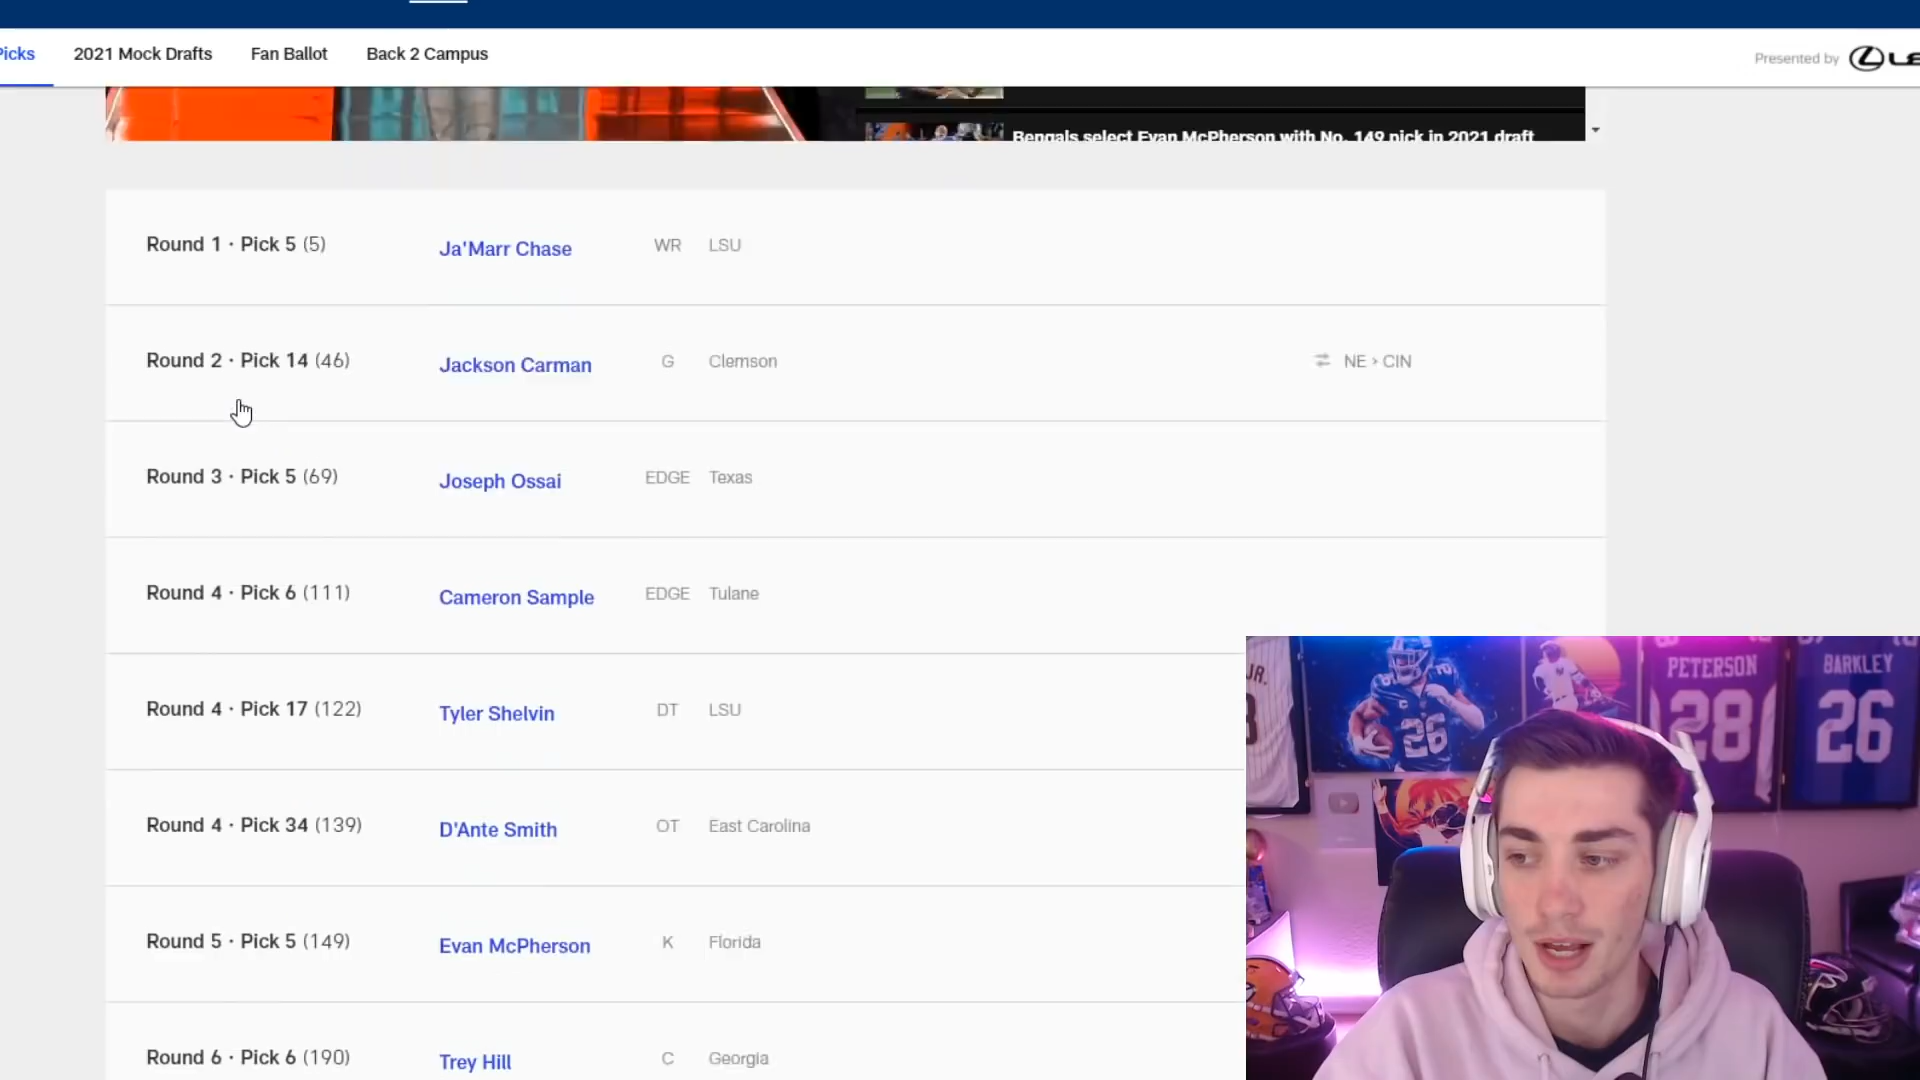 Picks 2021 Mock Drafts Fan Ballot Back 2 Campus Presented by
Bengals select Evan McPherson with No. 149 pick in 2021 draft
Round 1 · Pick 5 (5) Ja'Marr Chase WR LSU
Round 2 · Pick 14 (46) Jackson Carman G Clemson NE > CIN
Round 3 · Pick 5 (69) Joseph Ossai EDGE Texas
Round 4 · Pick 6 (111) Cameron Sample EDGE Tulane
Round 4 · Pick 17 (122) Tyler Shelvin DT LSU
Round 4 · Pick 34 (139) D'Ante Smith OT East Carolina
Round 5 · Pick 5 (149) Evan McPherson K Florida
Round 6 · Pick 6 (190) Trey Hill C Georgia
JR.
26
PETERSON
28
BARKLEY
26